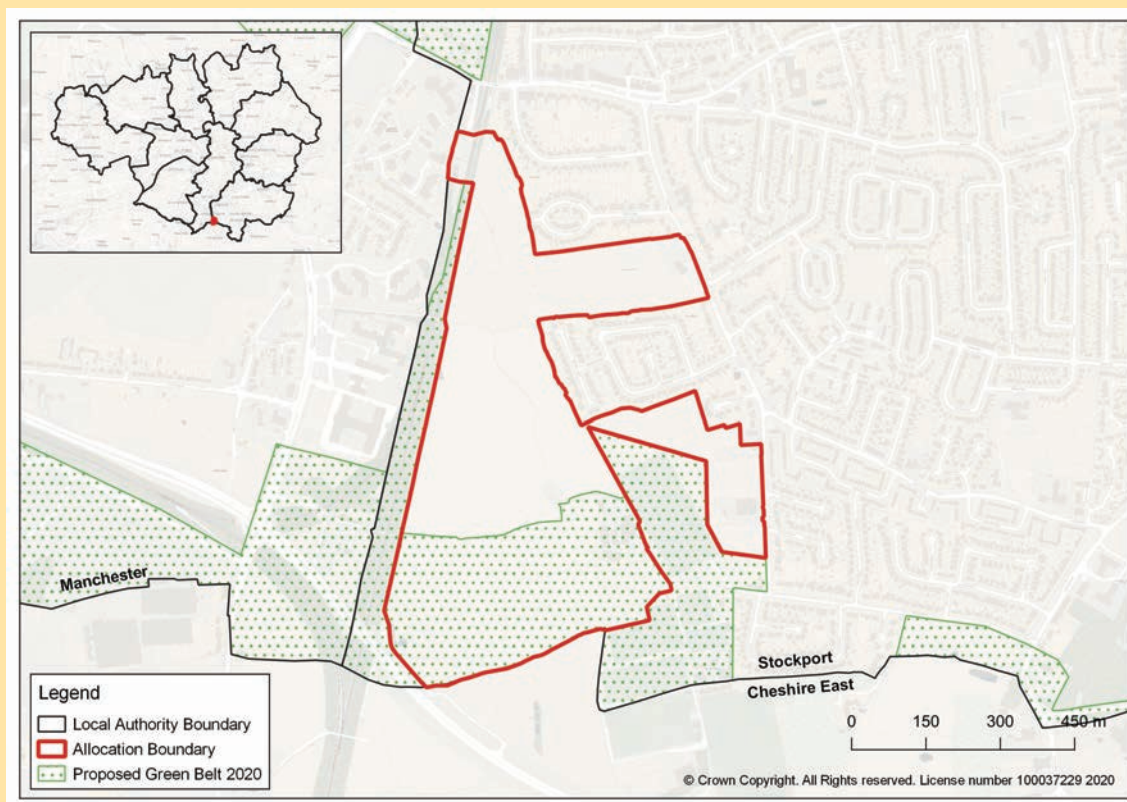 Manchester
Stockport
Cheshire East
Legend
Local Authority Boundary
Allocation Boundary
Proposed Green Belt 2020
0 150 300 450 m
© Crown Copyright. All Rights reserved. License number 100037229 2020